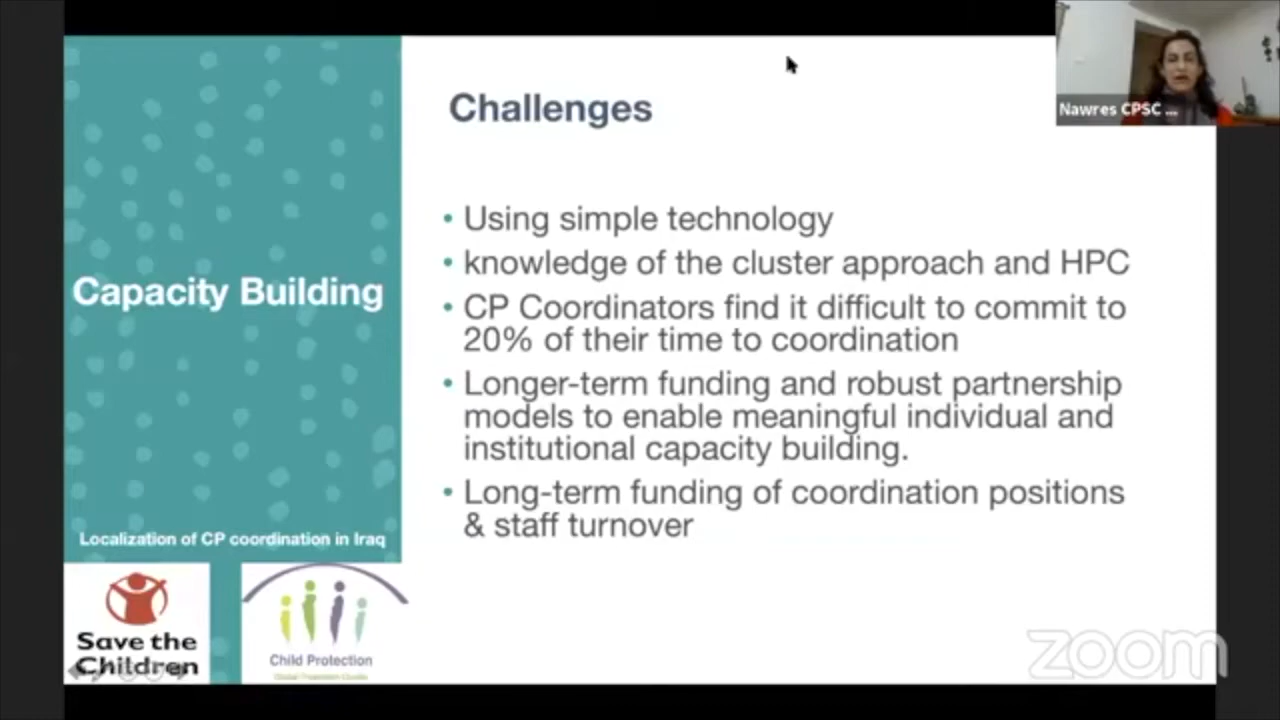 Challenges
Nawres CPSC ...
• Using simple technology
• knowledge of the cluster approach and HPC
Capacity Building
• CP Coordinators find it difficult to commit to
20% of their time to coordination
• Longer-term funding and robust partnership
models to enable meaningful individual and
institutional capacity building.
• Long-term funding of coordination positions
& staff turnover
Localization of CP coordination in Iraq
Save the
Children
Child Protection
zoom